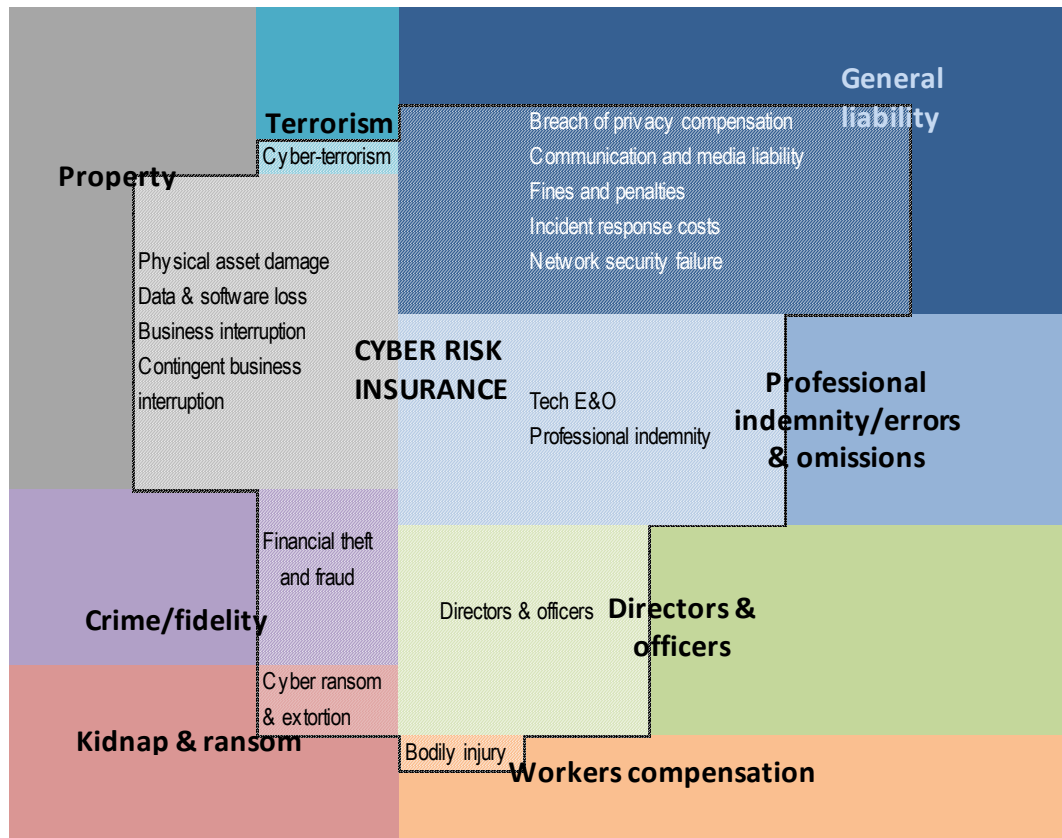 General
liability
Terrorism
Breach of privacy compensation
Cyber-terrorism
Communication and media liability
Property
Fines and penalties
Incident response costs
Network security failure
Physical asset damage
Data & software loss
Business interruption
Contingent business
interruption
CYBER RISK
INSURANCE
Tech E&O
Professional indemnity
Professional
indemnity/errors
& omissions
Financial theft
and fraud
Crime/fidelity
Directors & officers
Directors &
officers
Cyber ransom
& extortion
Kidnap & ransom
Bodily injury
Workers compensation